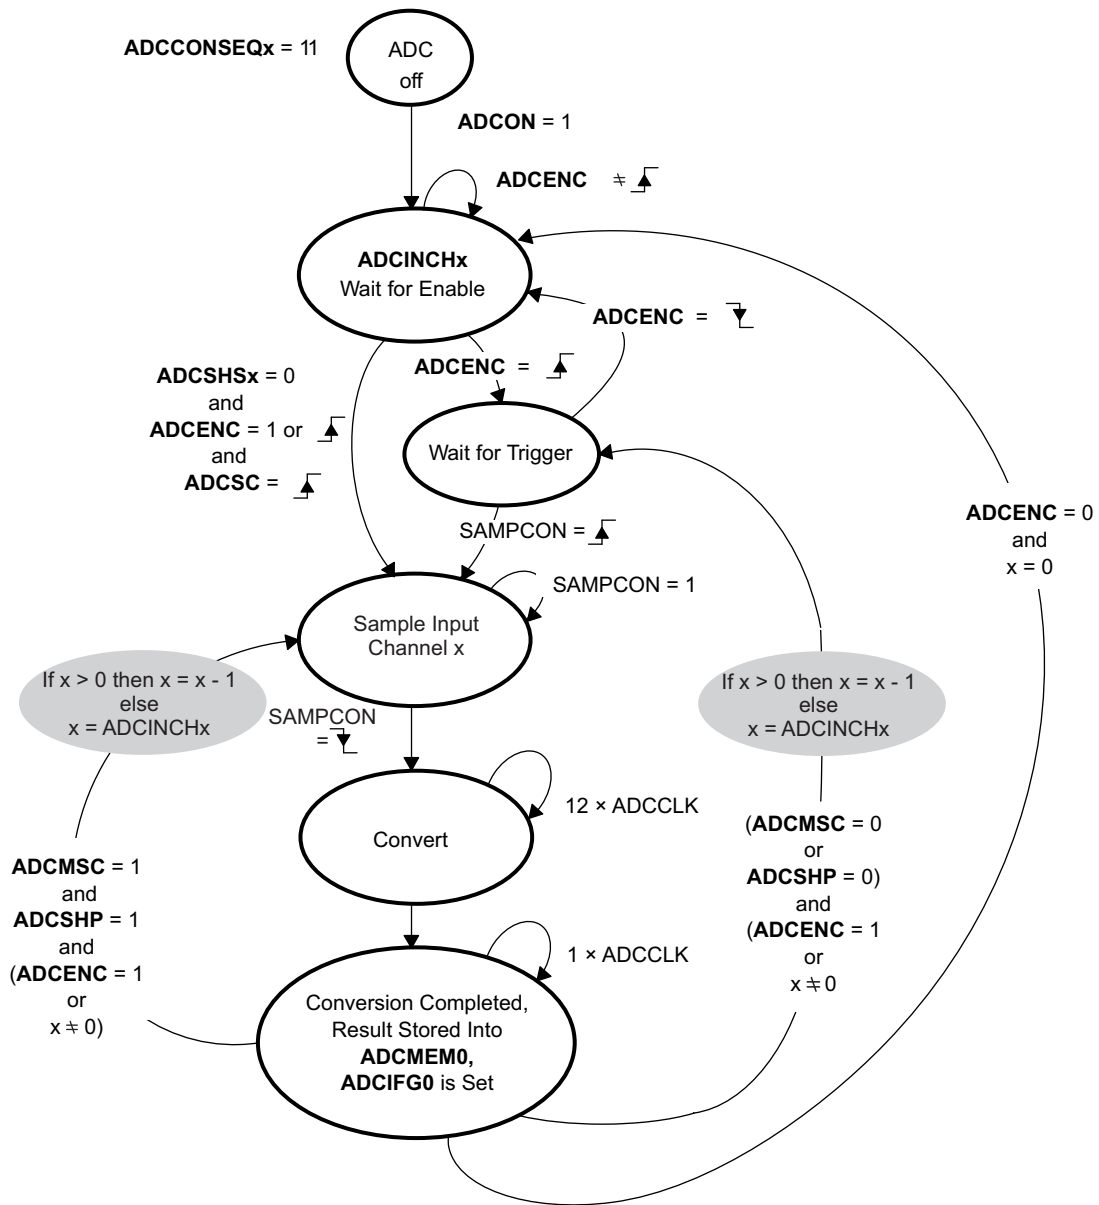 ADCCONSEQx = 11
ADC
off
ADCON = 1
ADCENC ≠
ADCINCHx
Wait for Enable
ADCENC =
ADCENC =
ADCSHSx = 0
and
ADCENC = 1 or
and
ADCSC =
Wait for Trigger
SAMPCON =
ADCENC = 0
and
x = 0
SAMPCON = 1
Sample Input
Channel x
If x > 0 then x = x - 1
else
x = ADCINCHx
If x > 0 then x = x - 1
else
x = ADCINCHx
SAMPCON
=
12 × ADCCLK
Convert
(ADCMSC = 0
or
ADCSHP = 0)
and
(ADCENC = 1
or
x ≠ 0
ADCMSC = 1
and
ADCSHP = 1
and
(ADCENC = 1
or
x ≠ 0)
1 × ADCCLK
Conversion Completed,
Result Stored Into
ADCMEM0,
ADCIFG0 is Set